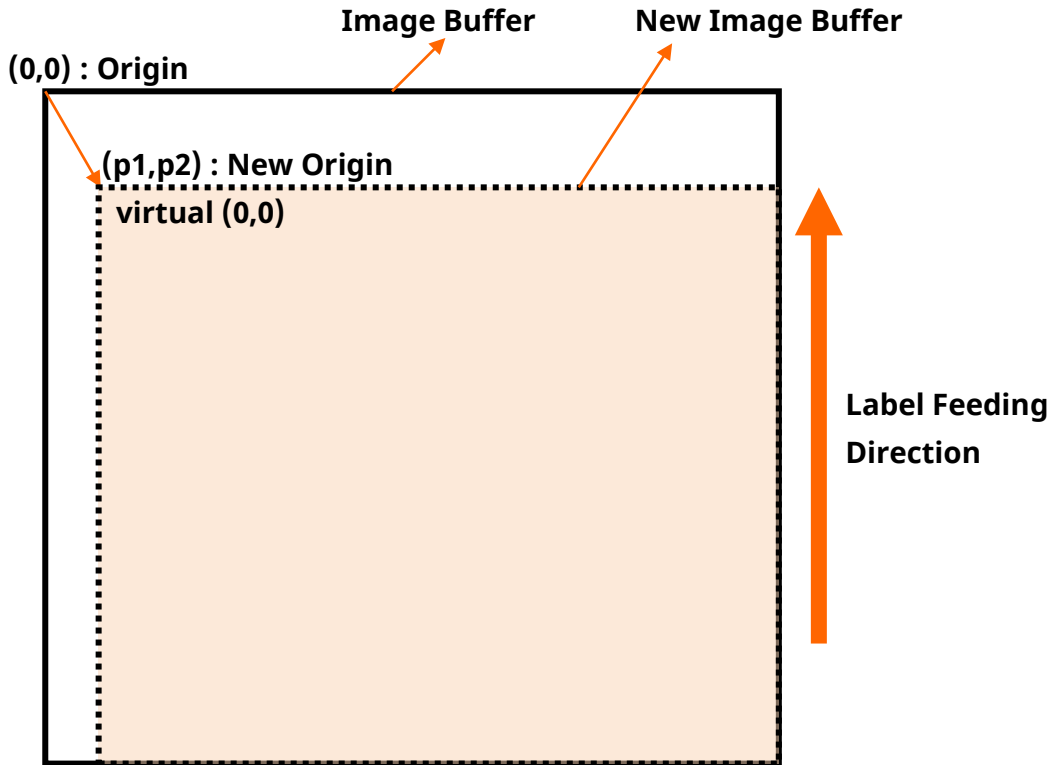 Image Buffer
New Image Buffer
(0,0) : Origin
(p1,p2) : New Origin
virtual (0,0)
Label Feeding
Direction